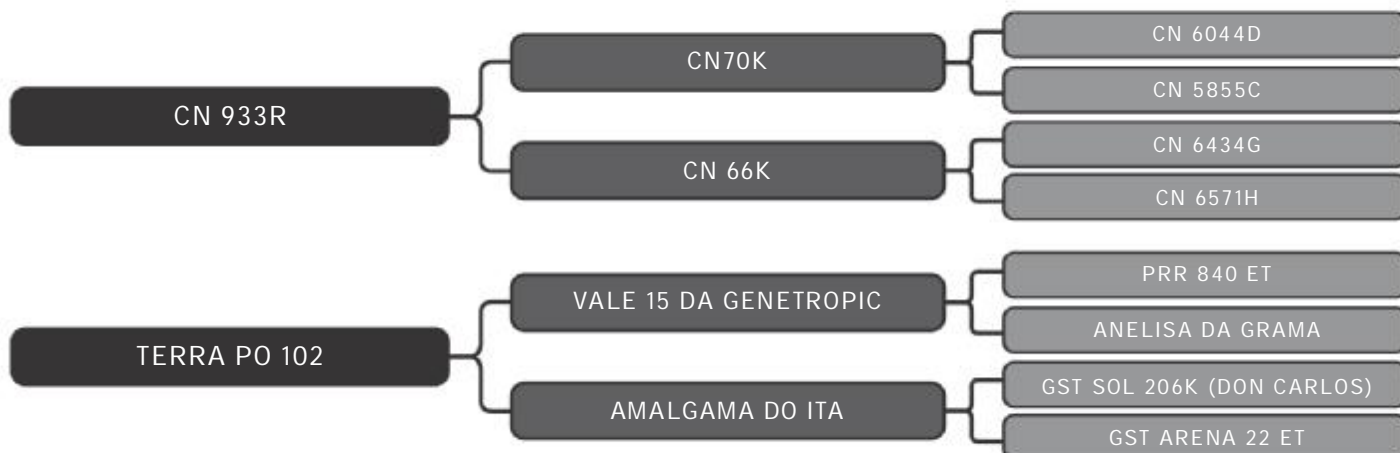 CN 933R
CN70K
CN 6044D
CN 5855C
CN 66K
CN 6434G
CN 6571H
TERRA PO 102
VALE 15 DA GENETROPIC
PRR 840 ET
ANELISA DA GRAMA
AMALGAMA DO ITA
GST SOL 206K (DON CARLOS)
GST ARENA 22 ET